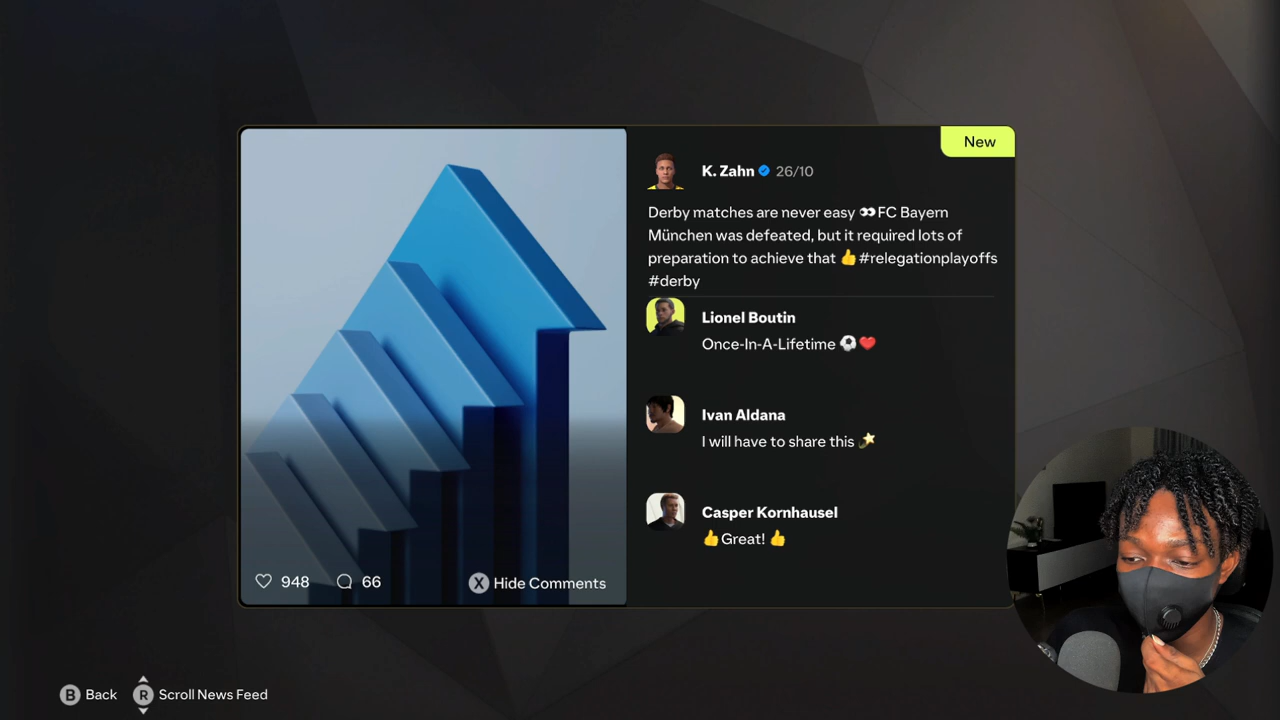 New
K. Zahn 26/10
Derby matches are never easy 👀FC Bayern
München was defeated, but it required lots of
preparation to achieve that 👍#relegationplayoffs
#derby
Lionel Boutin
Once-In-A-Lifetime ⚽❤️
Ivan Aldana
I will have to share this 🌠
Casper Kornhausel
👍Great! 👍
948 66 X Hide Comments
B Back R Scroll News Feed